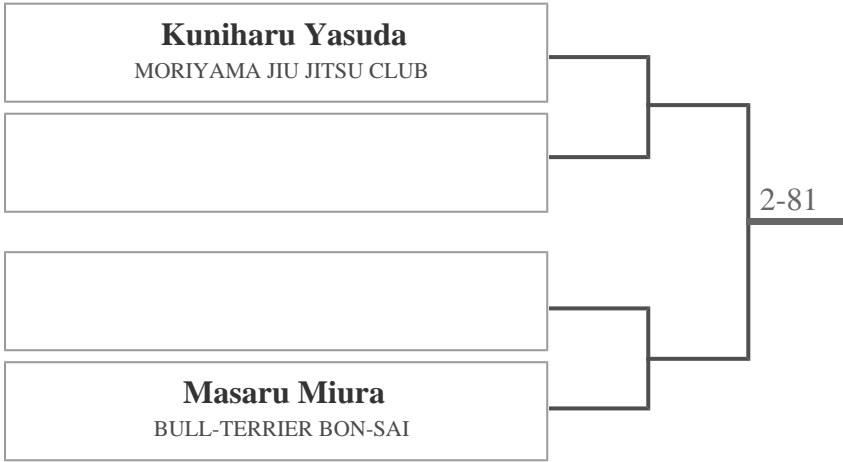 Kuniharu Yasuda
MORIYAMA JIU JITSU CLUB
2-81
Masaru Miura
BULL-TERRIER BON-SAI